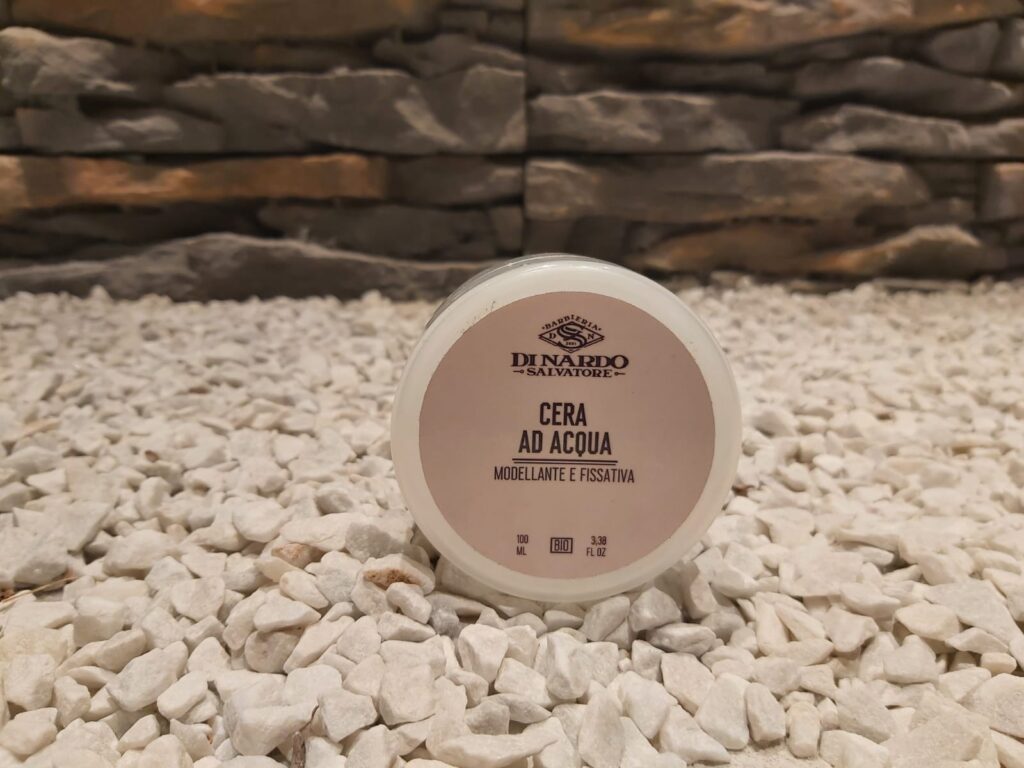 BARBIERIA
D S N
DI NARDO
SALVATORE
CERA
AD ACQUA
MODELLANTE E FISSATIVA
100 BIO 3,38
ML FL OZ